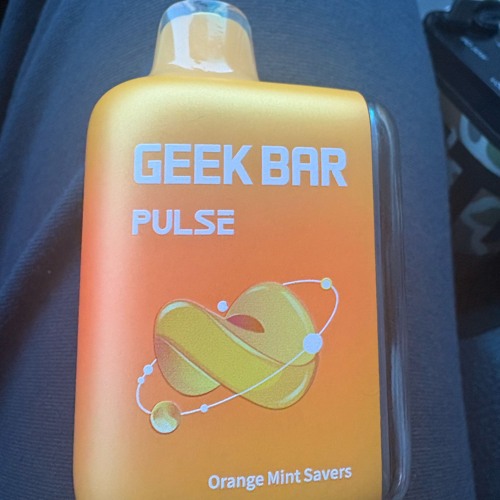 GEEK BAR
PULSE
Orange Mint Savers